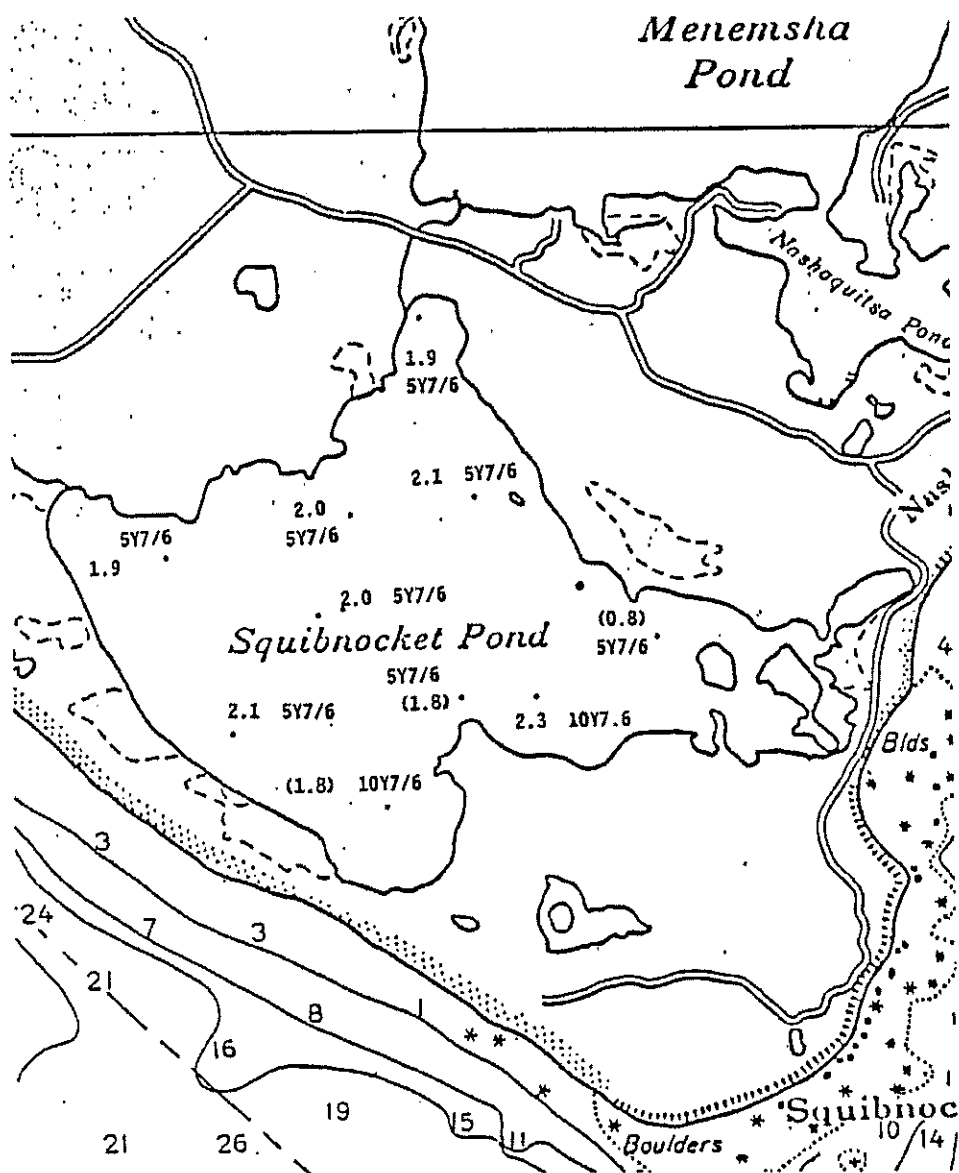 Menemsha
Pond
Nashaquitsa Pond
1.9
5Y7/6
2.1 5Y7/6
2.0
5Y7/6
5Y7/6
1.9
2.0 5Y7/6
(0.8)
5Y7/6
Squibnocket Pond
5Y7/6
(1.8)
2.1 5Y7/6
2.3 10Y7.6
(1.8) 10Y7/6
Blds.
4
3
24
7
3
21
8
1
16
19
15
11
21
26
Boulders
Squibnoc
10
14
1
1